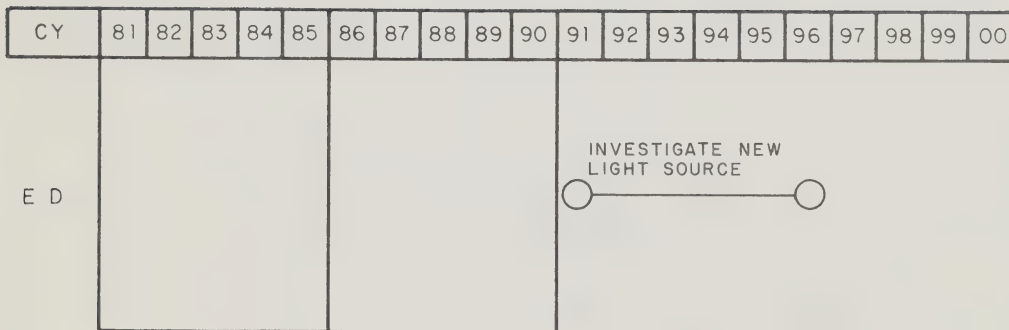 CY 81 82 83 84 85 86 87 88 89 90 91 92 93 94 95 96 97 98 99 00
INVESTIGATE NEW
LIGHT SOURCE
E D